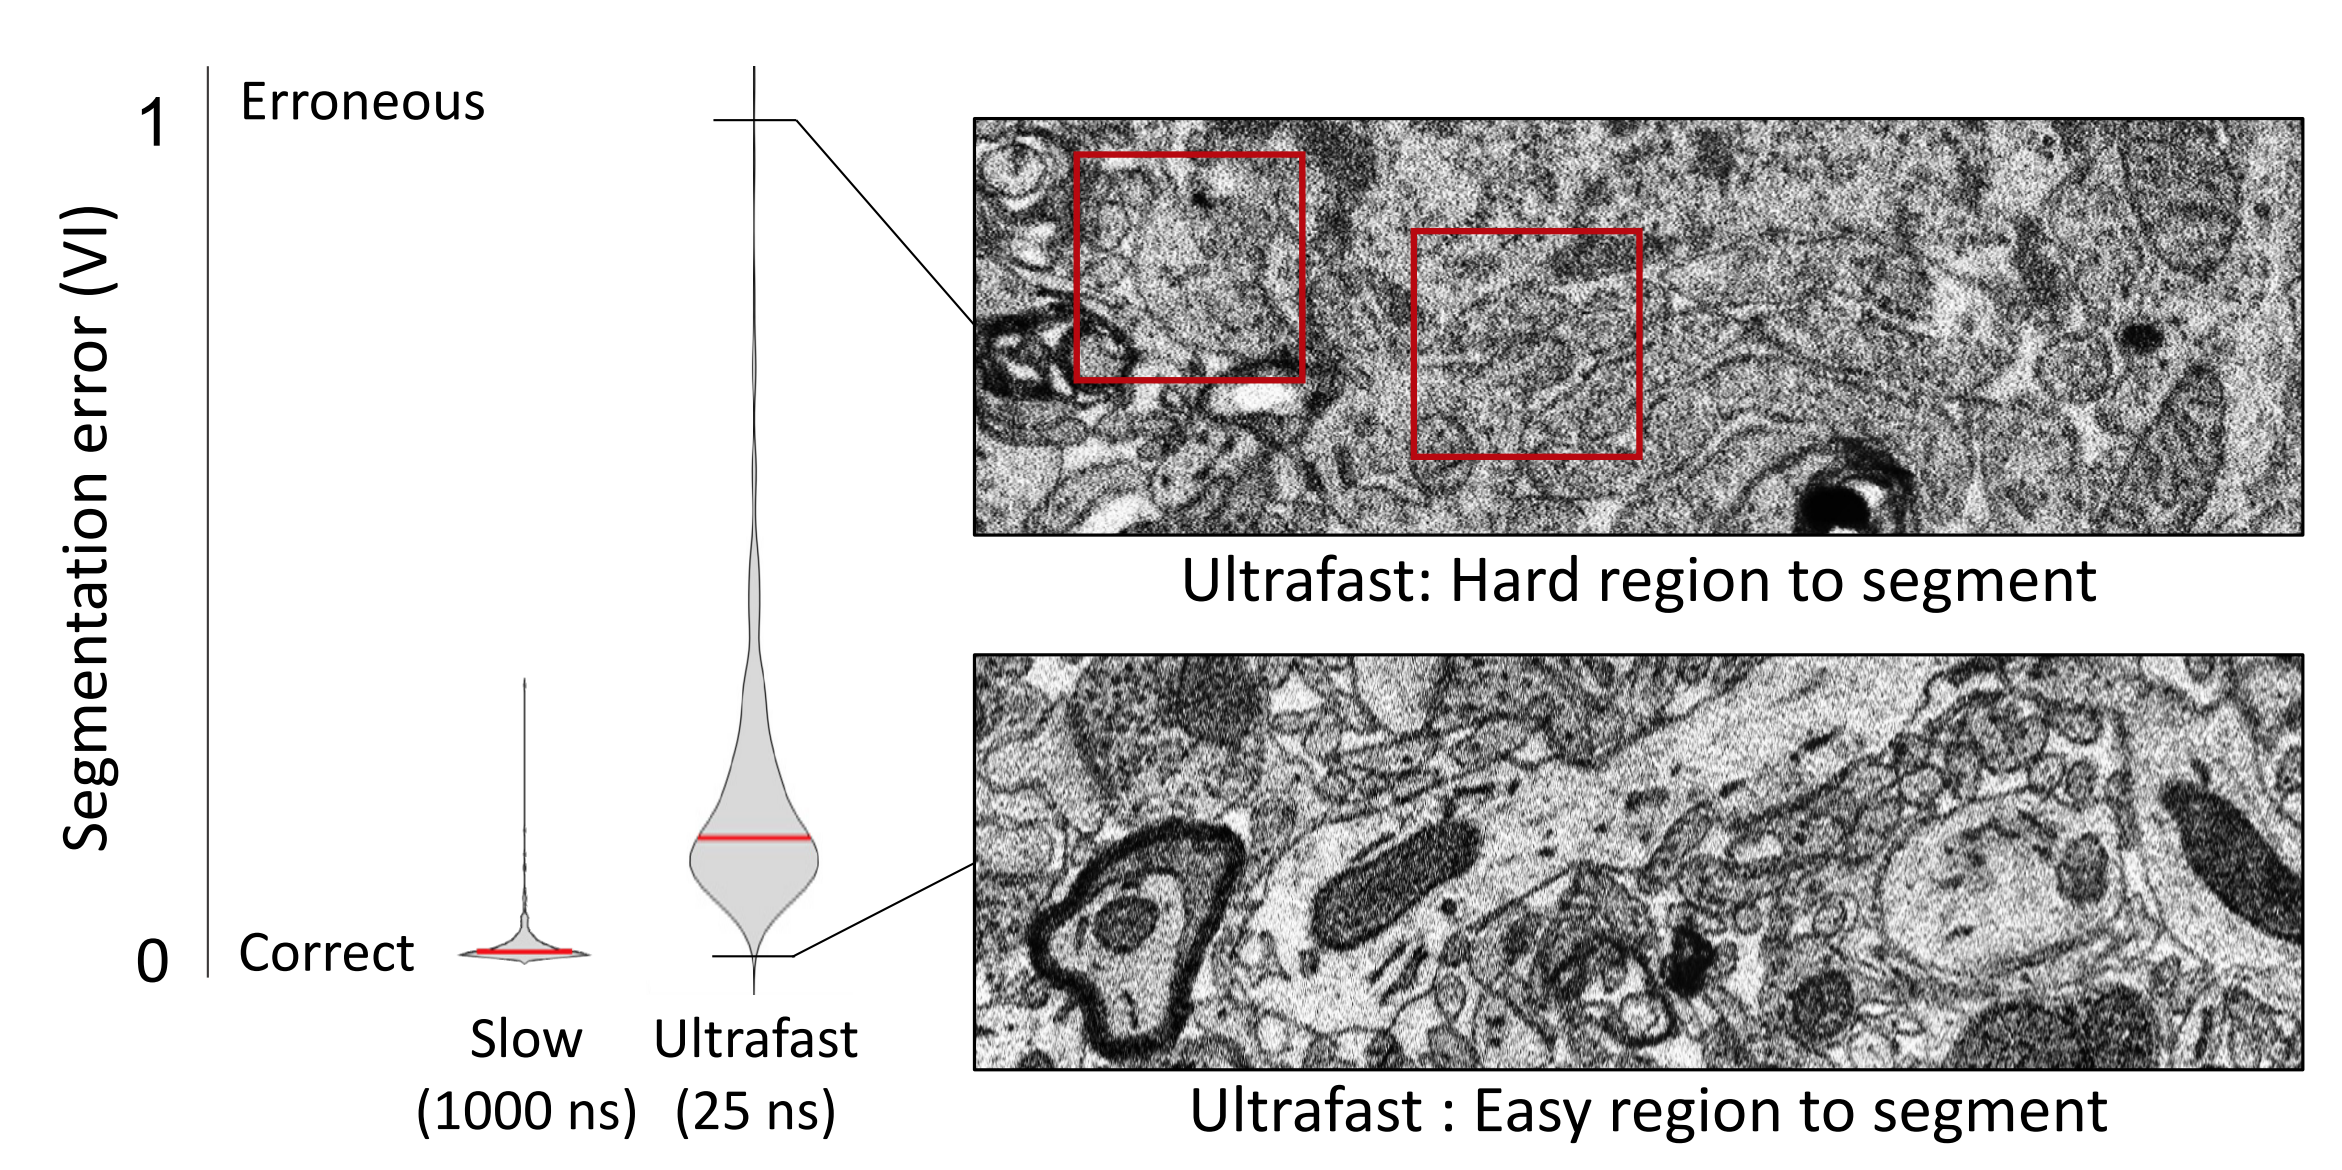 Segmentation error (VI)
1
Erroneous
0
Correct
Slow
(1000 ns)
Ultrafast
(25 ns)
Ultrafast: Hard region to segment
Ultrafast : Easy region to segment